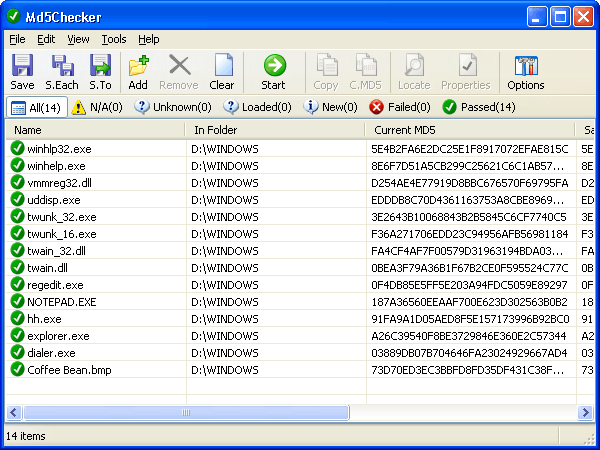 Md5Checker
File Edit View Tools Help
Save S.Each S.To Add Remove Clear Start Copy C.MD5 Locate Properties Options
All(14) N/A(0) Unknown(0) Loaded(0) New(0) Failed(0) Passed(14)
Name In Folder Current MD5 Sa
winhlp32.exe D:\WINDOWS 5E4B2FA6E2DC25E1F8917072EFAE815C 5E
winhelp.exe D:\WINDOWS 8E6F7D51A5CB299C25621C6C1AB57... 8E
vmmreg32.dll D:\WINDOWS D254AE4E77919D8BBC676570F69795FA D2
uddisp.exe D:\WINDOWS EDDDB8C70D4361163753A8CBE8969... ED
twunk_32.exe D:\WINDOWS 3E2643B10068843B2B5845C6CF7740C5 3E
twunk_16.exe D:\WINDOWS F36A271706EDD23C94956AFB56981184 F3
twain_32.dll D:\WINDOWS FA4CF4AF7F00579D31963194BDA03... FA
twain.dll D:\WINDOWS 0BEA3F79A36B1F67B2CE0F595524C77C 0B
regedit.exe D:\WINDOWS 0F4DB85E5FF5E203A94FDC5059E89297 0F
NOTEPAD.EXE D:\WINDOWS 187A36560EEAAF700E623D302563B0B2 18
hh.exe D:\WINDOWS 91FA9A1D05AED8F5E157173996B92BC0 91
explorer.exe D:\WINDOWS A26C39540F8BE3729846E360E2C57344 A2
dialer.exe D:\WINDOWS 03889DB07B704646FA23024929667AD4 03
Coffee Bean.bmp D:\WINDOWS 73D70ED3EC3BBFD8FD35DF431C38F... 73
14 items